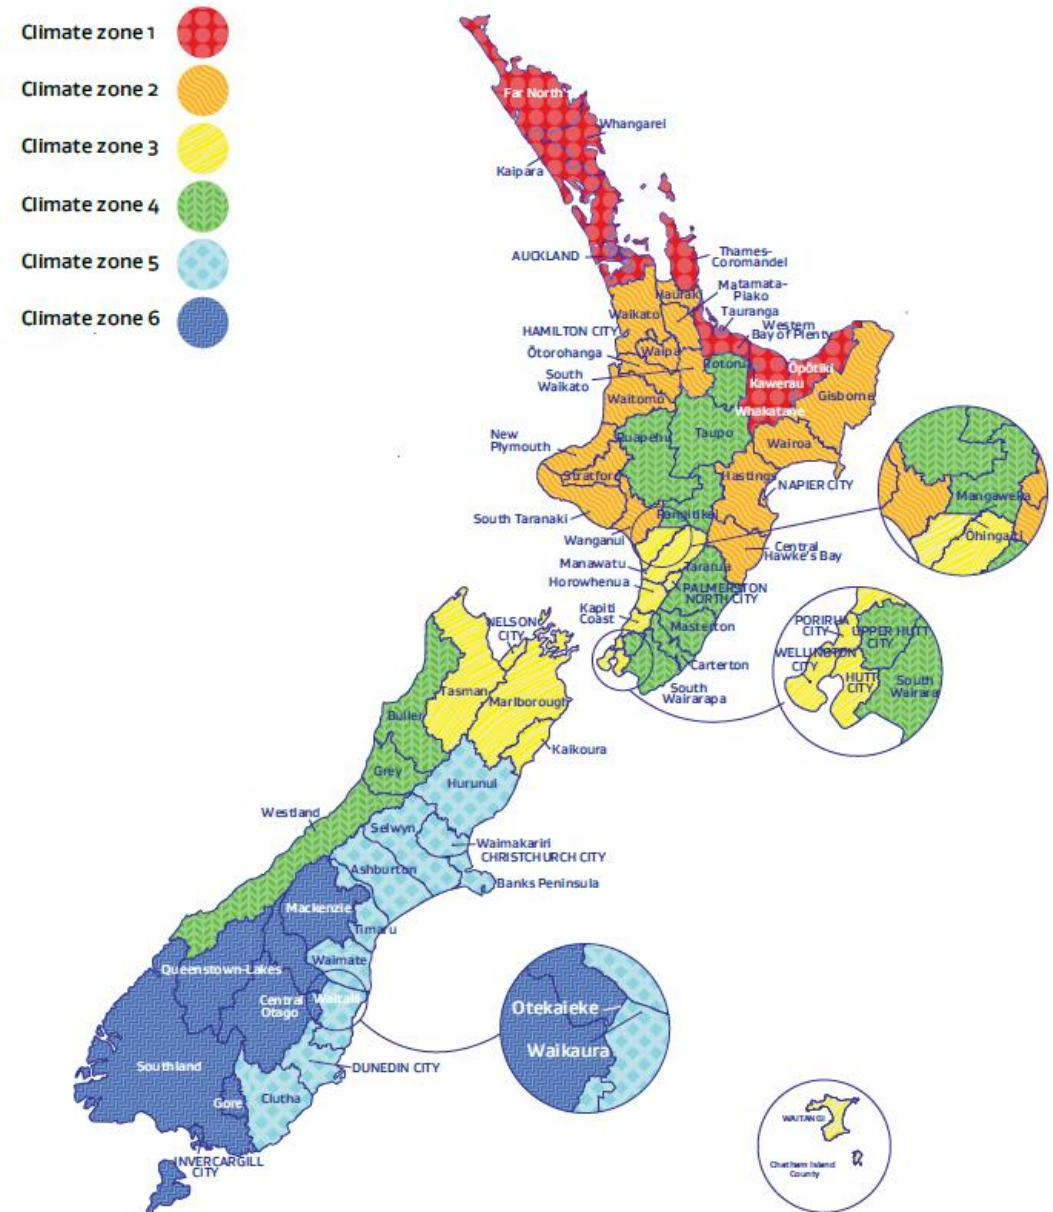 Climate zone 1
Climate zone 2
Climate zone 3
Climate zone 4
Climate zone 5
Climate zone 6
Far North
Whangarei
Kaipara
AUCKLAND
Thames-
Coromandel
Hauraki
Matamata-
Piako
Waikato
Tauranga
Western
Bay of Plenty
HAMILTON CITY
Ōtorohanga
Waipa
South
Waikato
Rotorua
Ōpōtiki
Kawerau
Whakatane
Gisborne
Waitomo
New
Plymouth
Ruapehu
Taupo
Wairoa
Stratford
Hastings
NAPIER CITY
South Taranaki
Rangitikei
Wanganui
Central
Hawke's Bay
Manawatu
Tararua
Horowhenua
PALMERSTON
NORTH CITY
Kapiti
Coast
Masterton
Carterton
South
Wairarapa
Mangaweka
Ōhingaiti
PORIRUA
CITY
UPPER HUTT
CITY
WELLINGTON
CITY
HUTT
CITY
South
Wairara
NELSON
CITY
Tasman
Marlborough
Buller
Kaikoura
Grey
Hurunui
Westland
Selwyn
Waimakariri
CHRISTCHURCH CITY
Ashburton
Banks Peninsula
Mackenzie
Timaru
Waimate
Queenstown-Lakes
Central
Otago
Waitaki
Otekaieke
Waikaura
Southland
DUNEDIN CITY
Gore
Clutha
INVERCARGILL
CITY
WAITANGI
Chatham Island
County